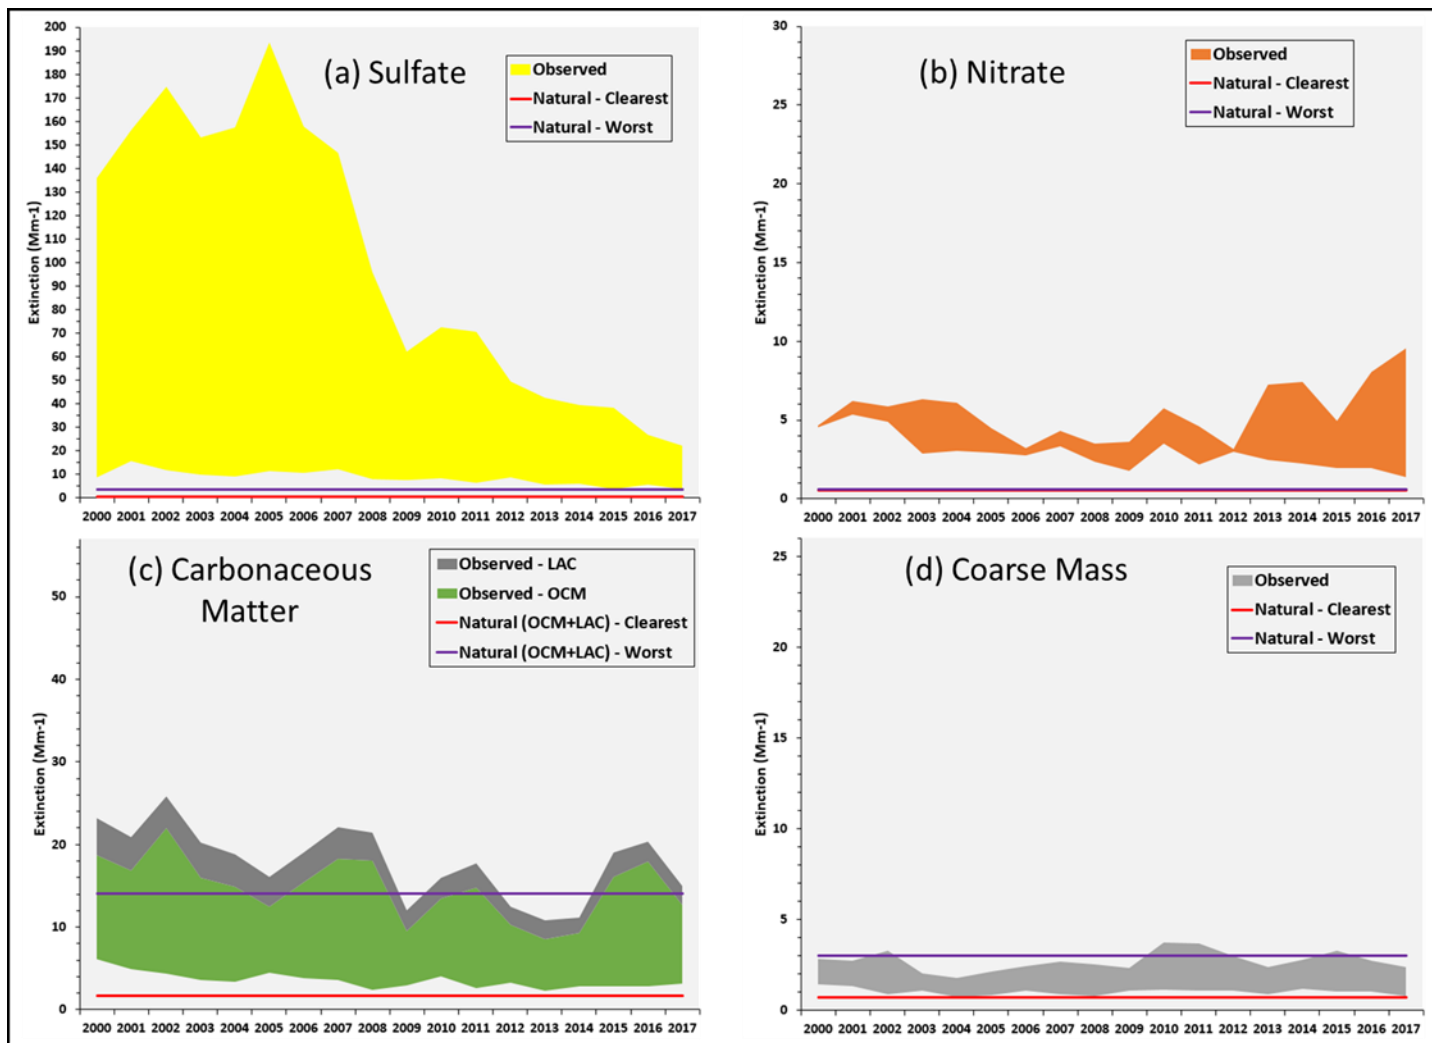 (a) Sulfate
Observed
Natural - Clearest
Natural - Worst
Extinction (Mm-1)
200
190
180
170
160
150
140
130
120
110
100
90
80
70
60
50
40
30
20
10
0
2000 2001 2002 2003 2004 2005 2006 2007 2008 2009 2010 2011 2012 2013 2014 2015 2016 2017
(b) Nitrate
Observed
Natural - Clearest
Natural - Worst
Extinction (Mm-1)
30
25
20
15
10
5
0
2000 2001 2002 2003 2004 2005 2006 2007 2008 2009 2010 2011 2012 2013 2014 2015 2016 2017
(c) Carbonaceous
Matter
Observed - LAC
Observed - OCM
Natural (OCM+LAC) - Clearest
Natural (OCM+LAC) - Worst
Extinction (Mm-1)
50
40
30
20
10
0
2000 2001 2002 2003 2004 2005 2006 2007 2008 2009 2010 2011 2012 2013 2014 2015 2016 2017
(d) Coarse Mass
Observed
Natural - Clearest
Natural - Worst
Extinction (Mm-1)
25
20
15
10
5
0
2000 2001 2002 2003 2004 2005 2006 2007 2008 2009 2010 2011 2012 2013 2014 2015 2016 2017